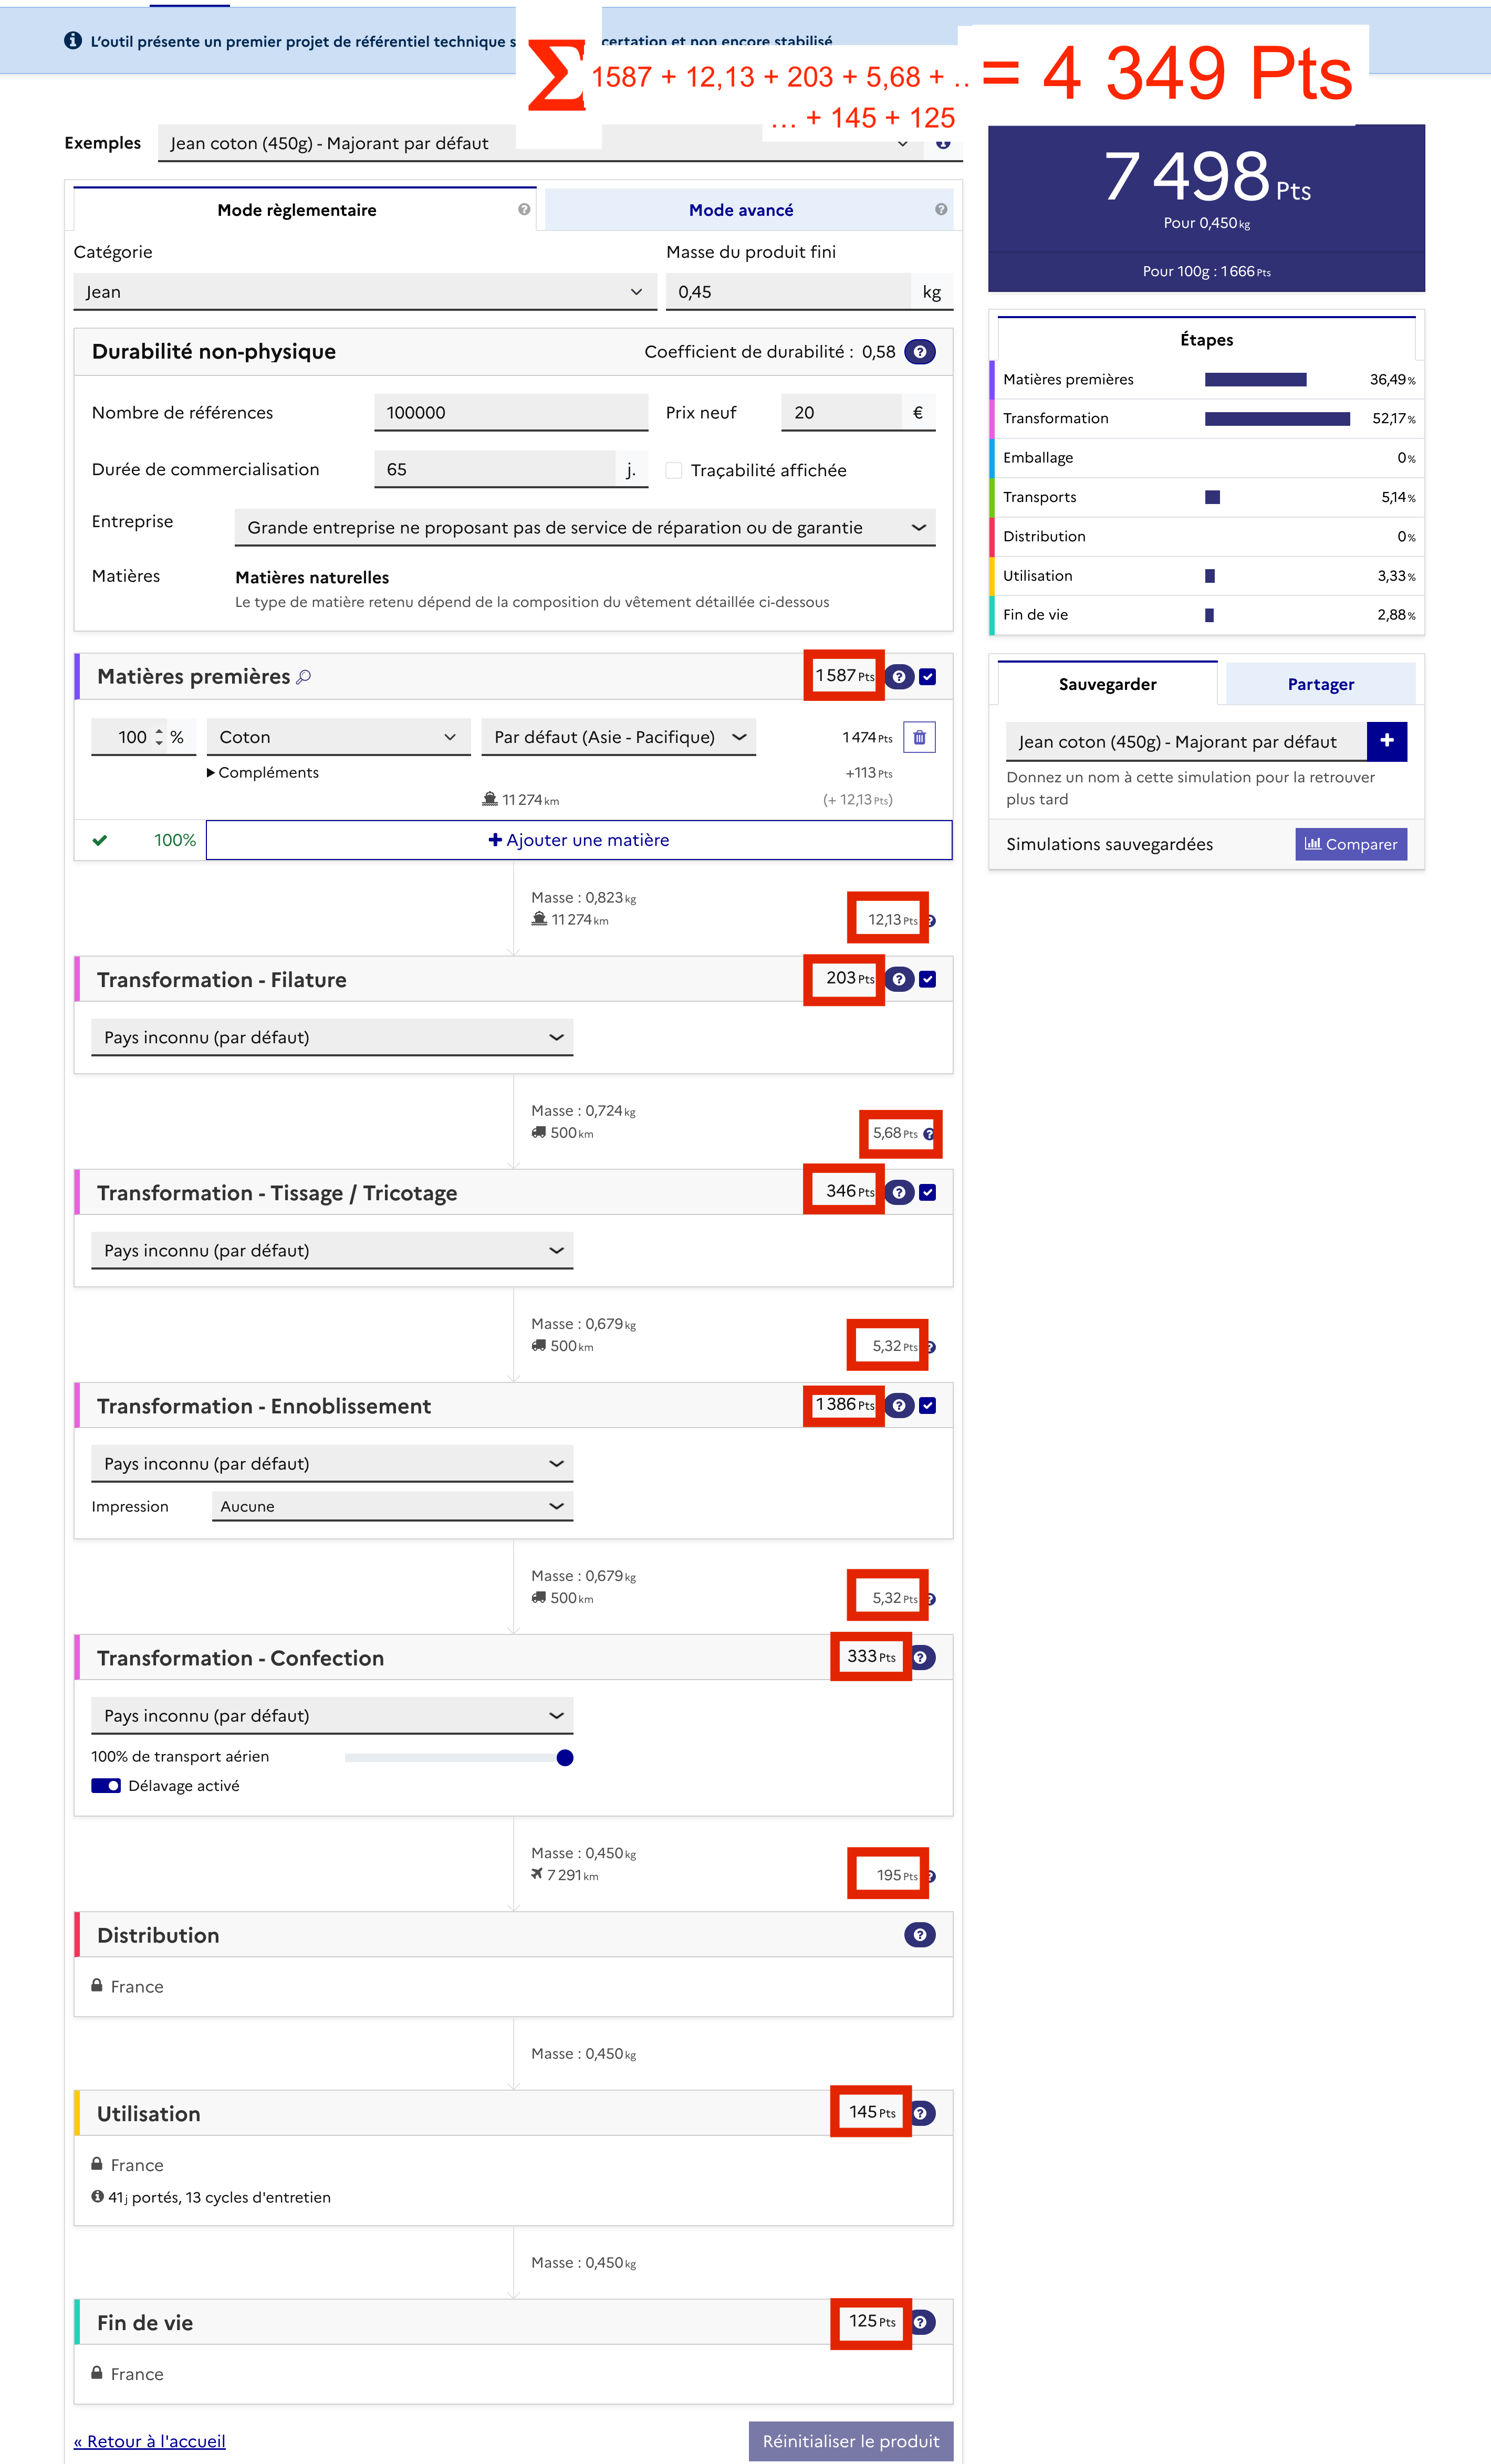 L'outil présente un premier projet de référentiel technique s certation et non encore stabilisé
Σ 1587 + 12,13 + 203 + 5,68 + .. = 4 349 Pts
... + 145 + 125
Exemples Jean coton (450g) - Majorant par défaut
7 498 Pts
Pour 0,450 kg
Pour 100g : 1 666 Pts
Mode règlementaire ? Mode avancé ?
Catégorie Masse du produit fini
Jean 0,45 kg
Durabilité non-physique Coefficient de durabilité : 0,58 ?
Nombre de références 100000 Prix neuf 20 €
Durée de commercialisation 65 j. Traçabilité affichée
Entreprise Grande entreprise ne proposant pas de service de réparation ou de garantie
Matières Matières naturelles
Le type de matière retenu dépend de la composition du vêtement détaillée ci-dessous
Étapes
Matières premières 36,49 %
Transformation 52,17 %
Emballage 0 %
Transports 5,14 %
Distribution 0 %
Utilisation 3,33 %
Fin de vie 2,88 %
Sauvegarder Partager
Jean coton (450g) - Majorant par défaut +
Donnez un nom à cette simulation pour la retrouver
plus tard
Simulations sauvegardées Comparer
Matières premières 1 587 Pts ?
100 % Coton Par défaut (Asie - Pacifique) 1 474 Pts
Compléments +113 Pts
11 274 km (+ 12,13 Pts)
100% + Ajouter une matière
Masse : 0,823 kg
11 274 km 12,13 Pts ?
Transformation - Filature 203 Pts ?
Pays inconnu (par défaut)
Masse : 0,724 kg
500 km 5,68 Pts ?
Transformation - Tissage / Tricotage 346 Pts ?
Pays inconnu (par défaut)
Masse : 0,679 kg
500 km 5,32 Pts ?
Transformation - Ennoblissement 1 386 Pts ?
Pays inconnu (par défaut)
Impression Aucune
Masse : 0,679 kg
500 km 5,32 Pts ?
Transformation - Confection 333 Pts ?
Pays inconnu (par défaut)
100% de transport aérien
Délavage activé
Masse : 0,450 kg
7 291 km 195 Pts ?
Distribution ?
France
Masse : 0,450 kg
Utilisation 145 Pts ?
France
41 j portés, 13 cycles d'entretien
Masse : 0,450 kg
Fin de vie 125 Pts ?
France
« Retour à l'accueil Réinitialiser le produit